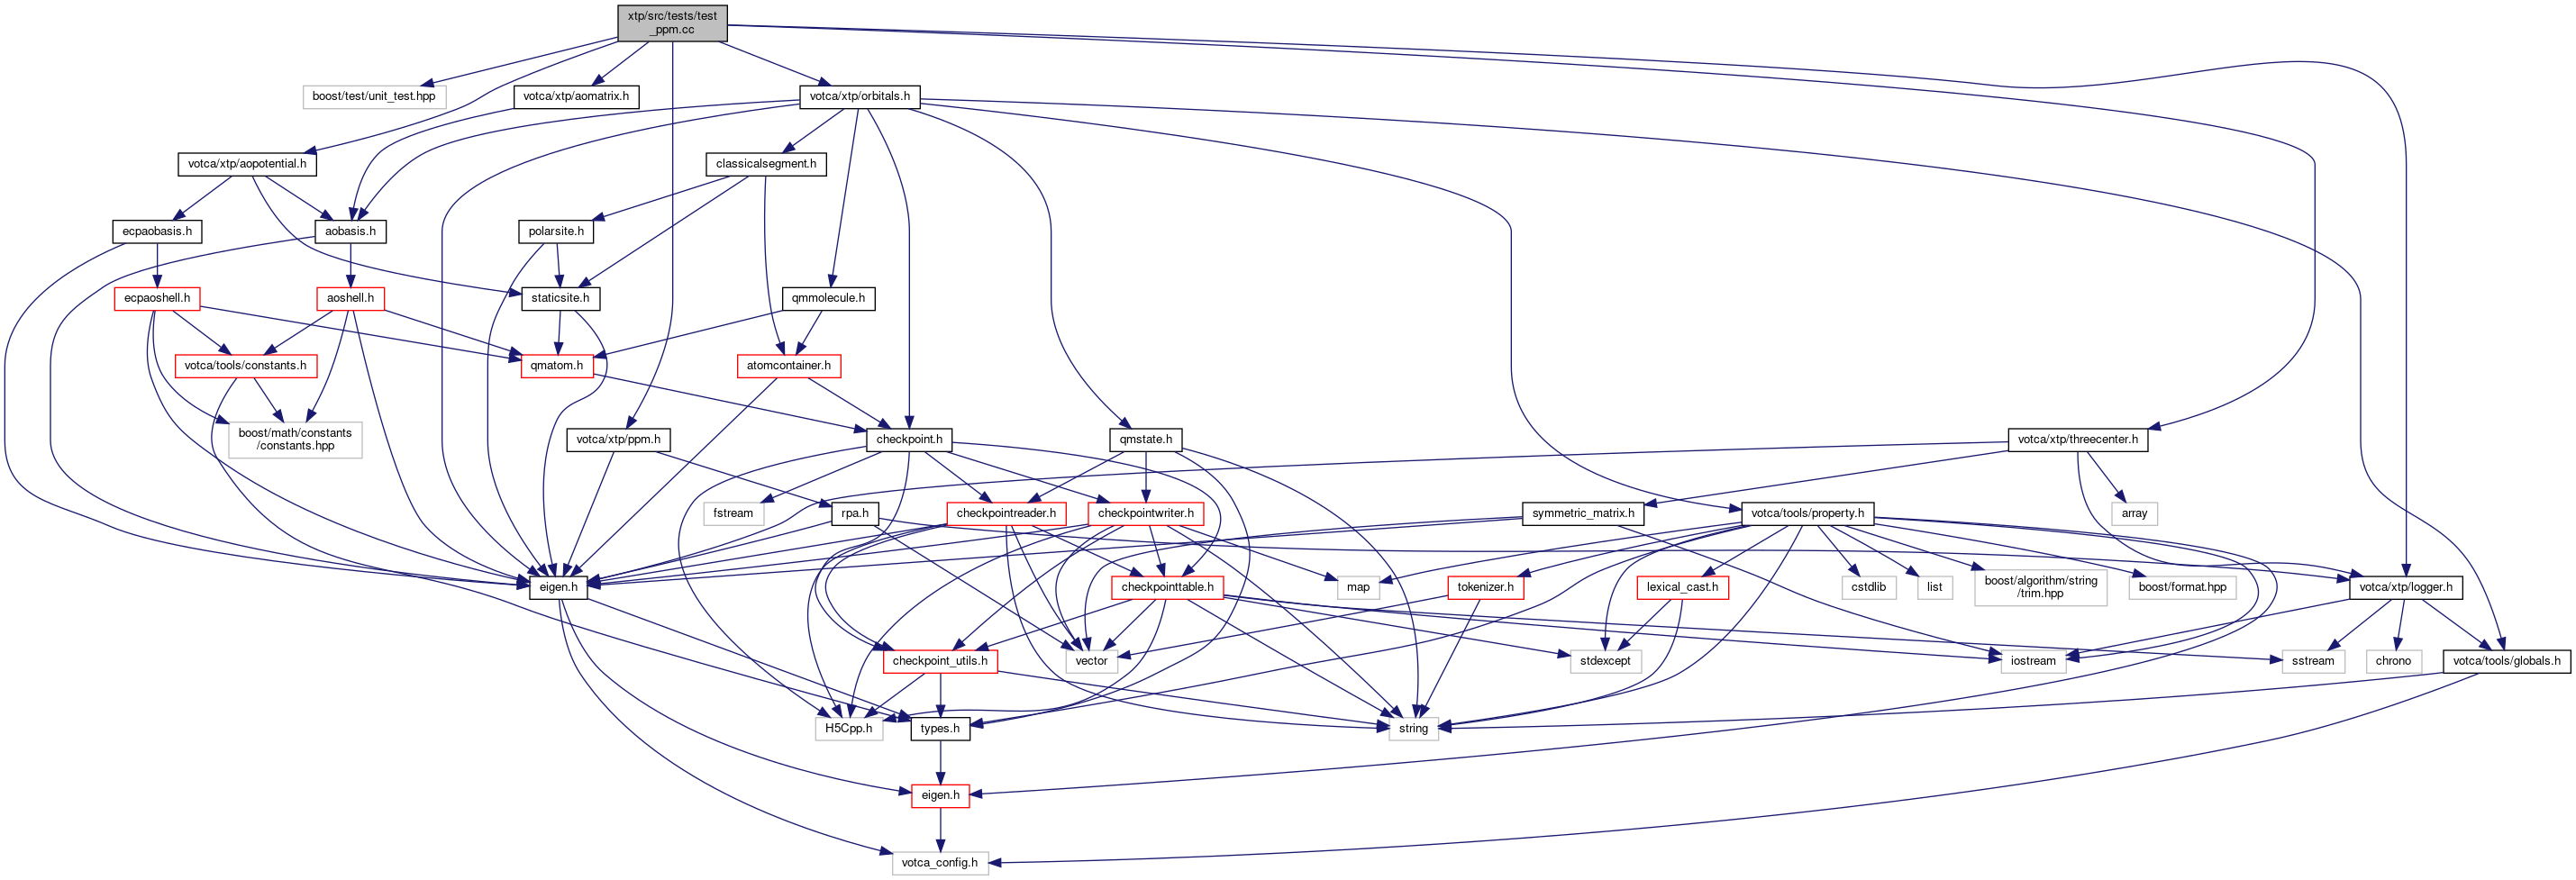 xtp/src/tests/test
_ppm.cc
boost/test/unit_test.hpp
votca/xtp/aomatrix.h
votca/xtp/orbitals.h
votca/xtp/aopotential.h
classicalsegment.h
ecpaobasis.h
aobasis.h
polarsite.h
ecpaoshell.h
aoshell.h
staticsite.h
qmmolecule.h
votca/tools/constants.h
qmatom.h
atomcontainer.h
boost/math/constants
/constants.hpp
votca/xtp/ppm.h
checkpoint.h
qmstate.h
votca/xtp/threecenter.h
fstream
rpa.h
checkpointreader.h
checkpointwriter.h
symmetric_matrix.h
votca/tools/property.h
array
eigen.h
checkpointtable.h
map
tokenizer.h
lexical_cast.h
cstdlib
list
boost/algorithm/string
/trim.hpp
boost/format.hpp
votca/xtp/logger.h
checkpoint_utils.h
vector
stdexcept
iostream
sstream
chrono
votca/tools/globals.h
H5Cpp.h
types.h
string
eigen.h
votca_config.h